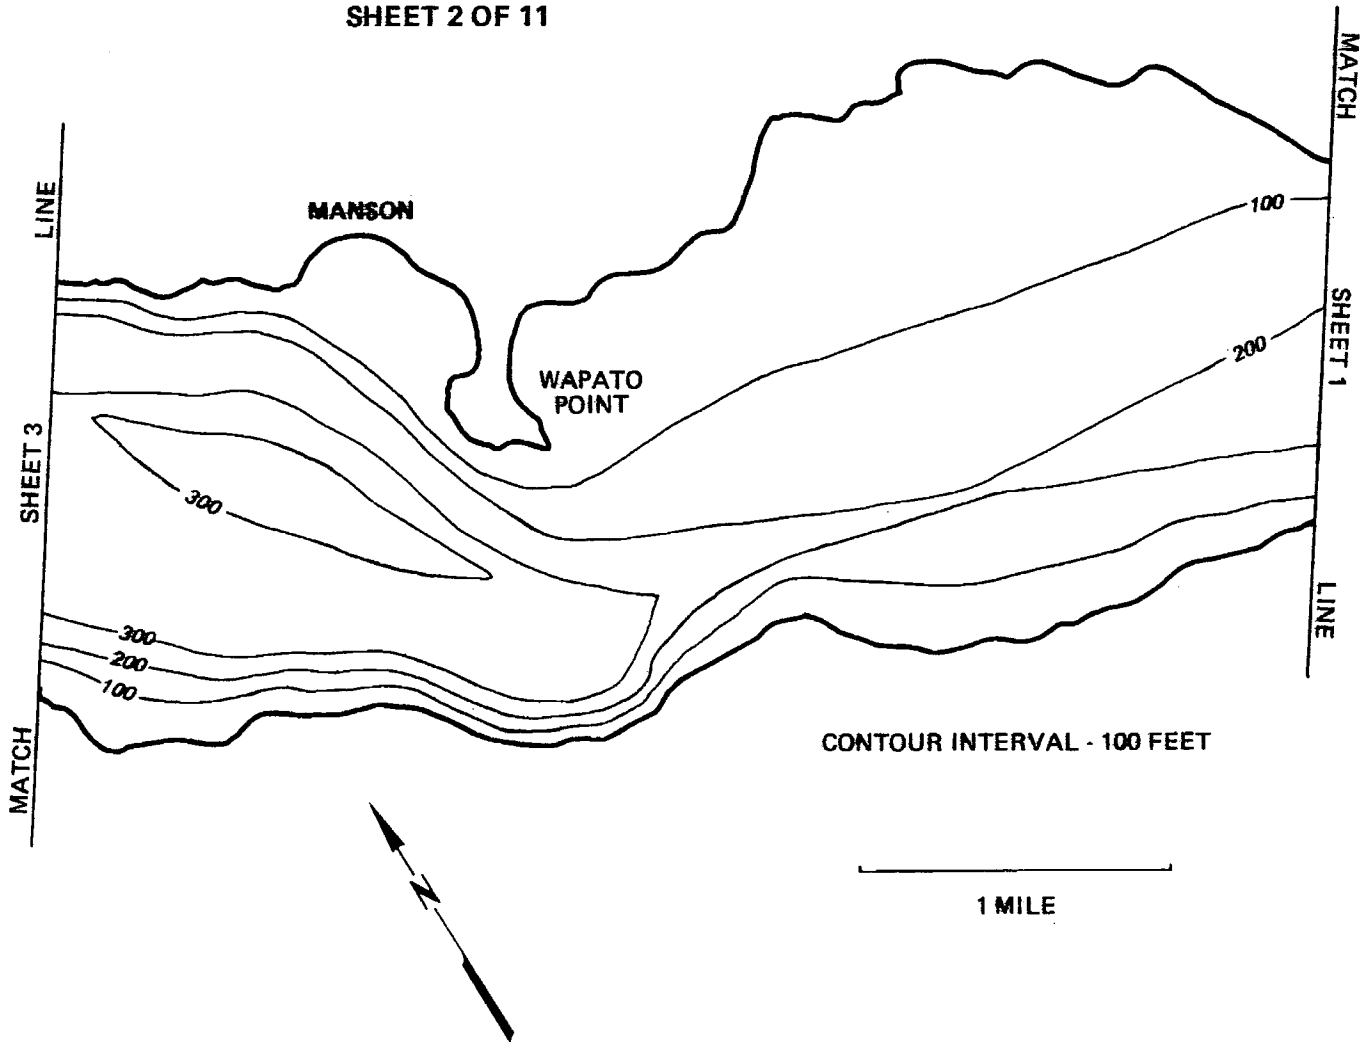 SHEET 2 OF 11
MATCH
LINE
MANSON
100
SHEET 1
200
WAPATO
POINT
SHEET 3
300
LINE
300
200
100
MATCH
CONTOUR INTERVAL - 100 FEET
N
1 MILE